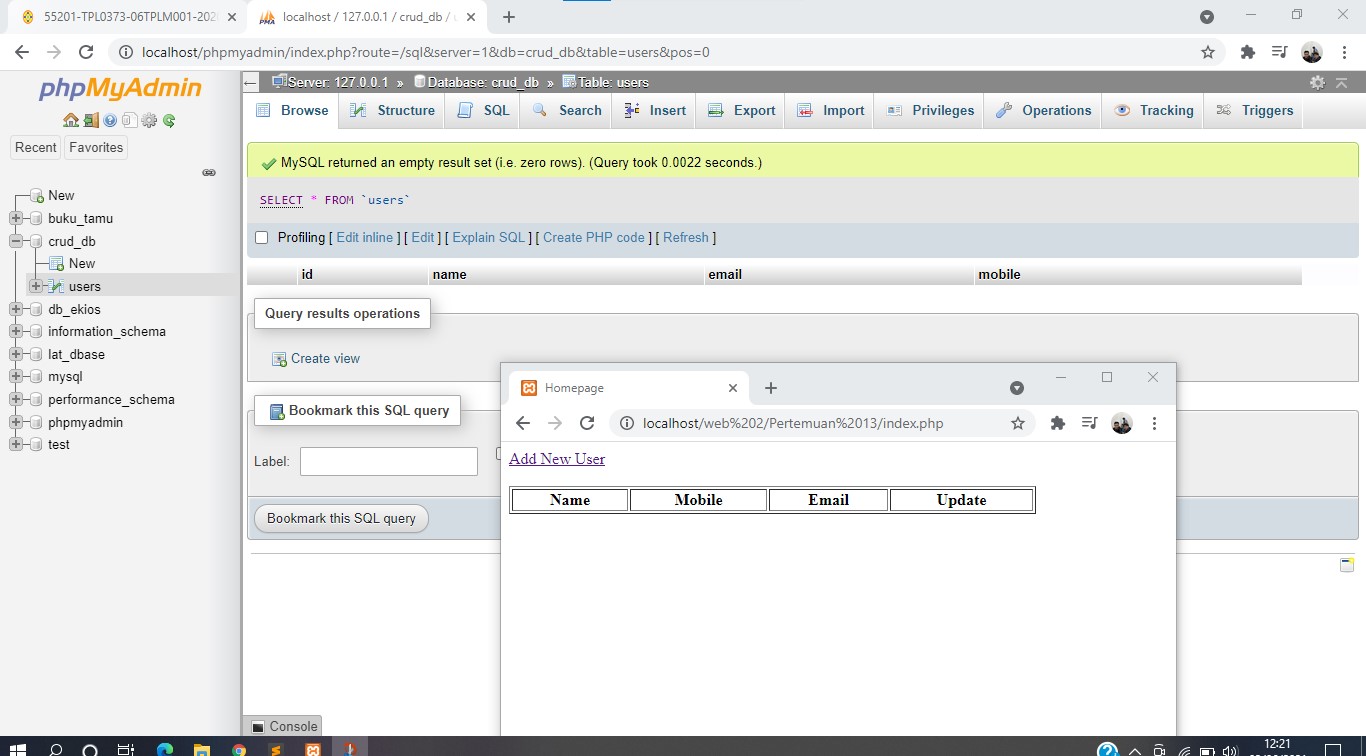 55201-TPL0373-06TPLM001-202
localhost / 127.0.0.1 / crud_db /
localhost/phpmyadmin/index.php?route=/sql&server=1&db=crud_db&table=users&pos=0
phpMyAdmin
Recent Favorites
New
buku_tamu
crud_db
New
users
db_ekios
information_schema
lat_dbase
mysql
performance_schema
phpmyadmin
test
Server: 127.0.0.1 » Database: crud_db » Table: users
Browse Structure SQL Search Insert Export Import Privileges Operations Tracking Triggers
MySQL returned an empty result set (i.e. zero rows). (Query took 0.0022 seconds.)
SELECT * FROM `users`
Profiling [ Edit inline ] [ Edit ] [ Explain SQL ] [ Create PHP code ] [ Refresh ]
id name email mobile
Query results operations
Create view
Bookmark this SQL query
Label:
Bookmark this SQL query
Console
Homepage
localhost/web%202/Pertemuan%2013/index.php
Add New User
Name Mobile Email Update
12:21